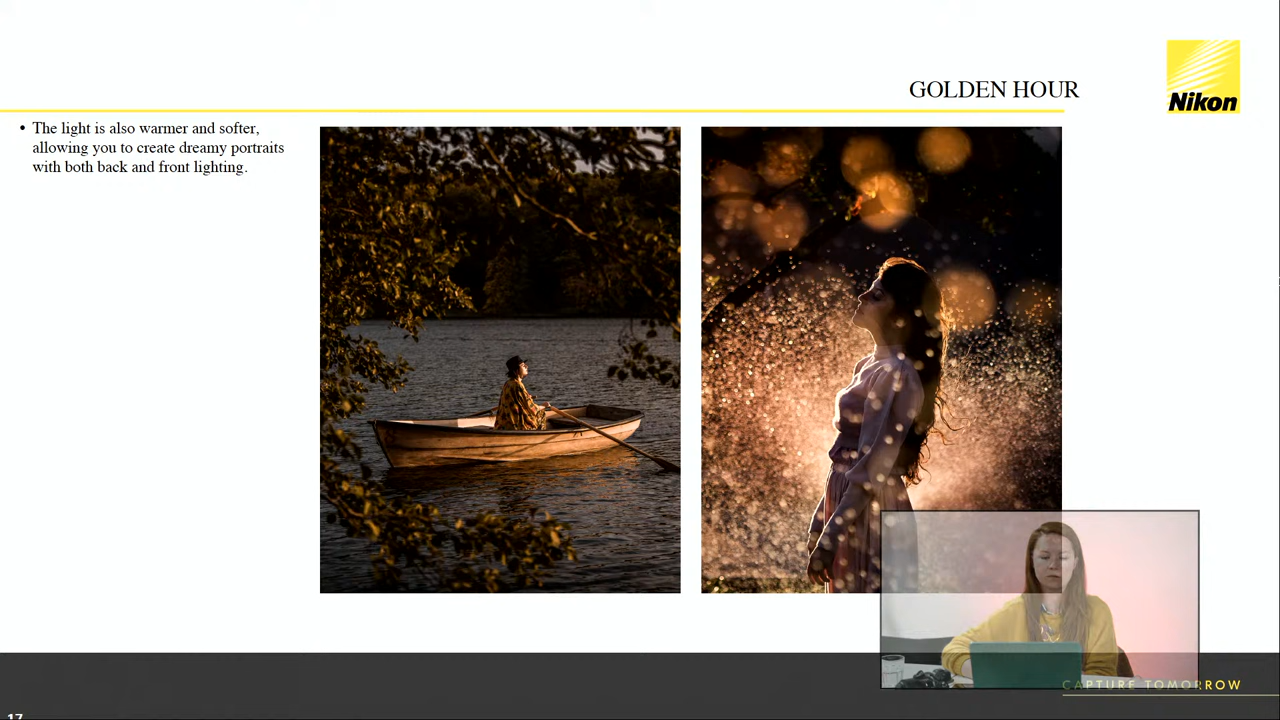 GOLDEN HOUR
Nikon
• The light is also warmer and softer,
allowing you to create dreamy portraits
with both back and front lighting.
CAPTURE TOMORROW
17